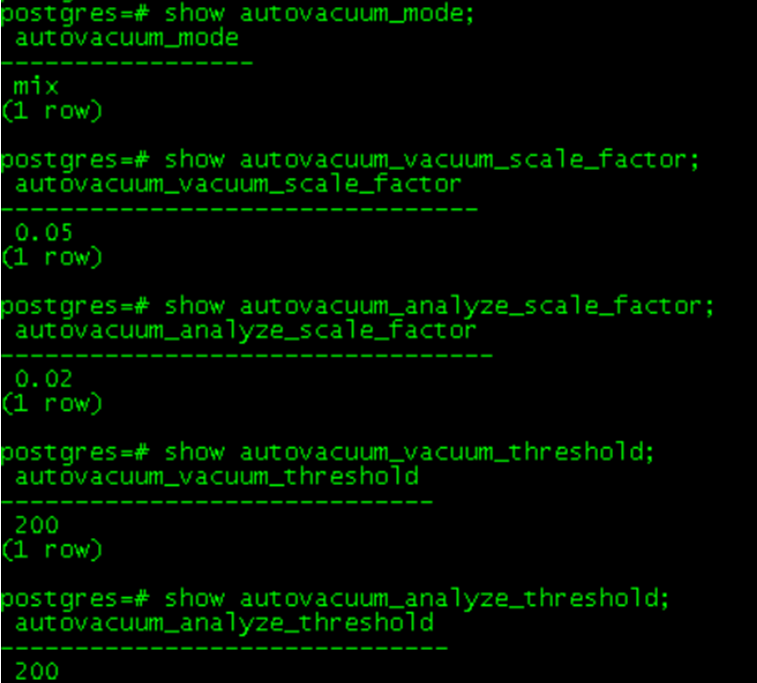 postgres=# show autovacuum_mode;
 autovacuum_mode
-----------------
 mix
(1 row)
postgres=# show autovacuum_vacuum_scale_factor;
 autovacuum_vacuum_scale_factor
--------------------------------
 0.05
(1 row)
postgres=# show autovacuum_analyze_scale_factor;
 autovacuum_analyze_scale_factor
---------------------------------
 0.02
(1 row)
postgres=# show autovacuum_vacuum_threshold;
 autovacuum_vacuum_threshold
-----------------------------
 200
(1 row)
postgres=# show autovacuum_analyze_threshold;
 autovacuum_analyze_threshold
------------------------------
 200